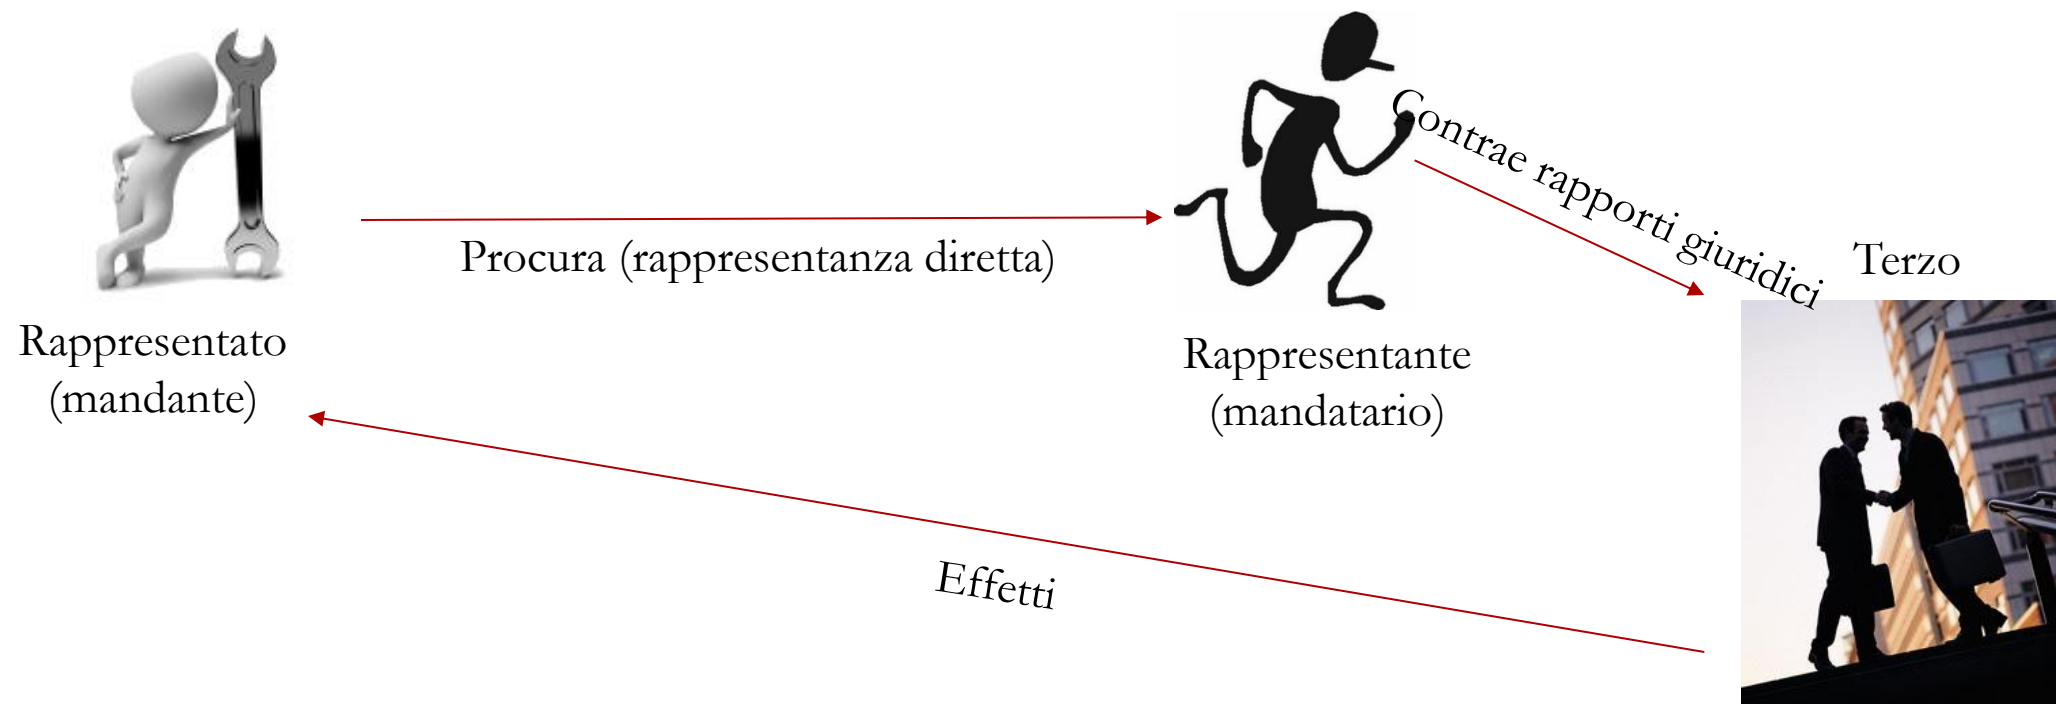 Contrae rapporti giuridici
Procura (rappresentanza diretta)
Terzo
Rappresentato
(mandante)
Rappresentante
(mandatario)
Effetti